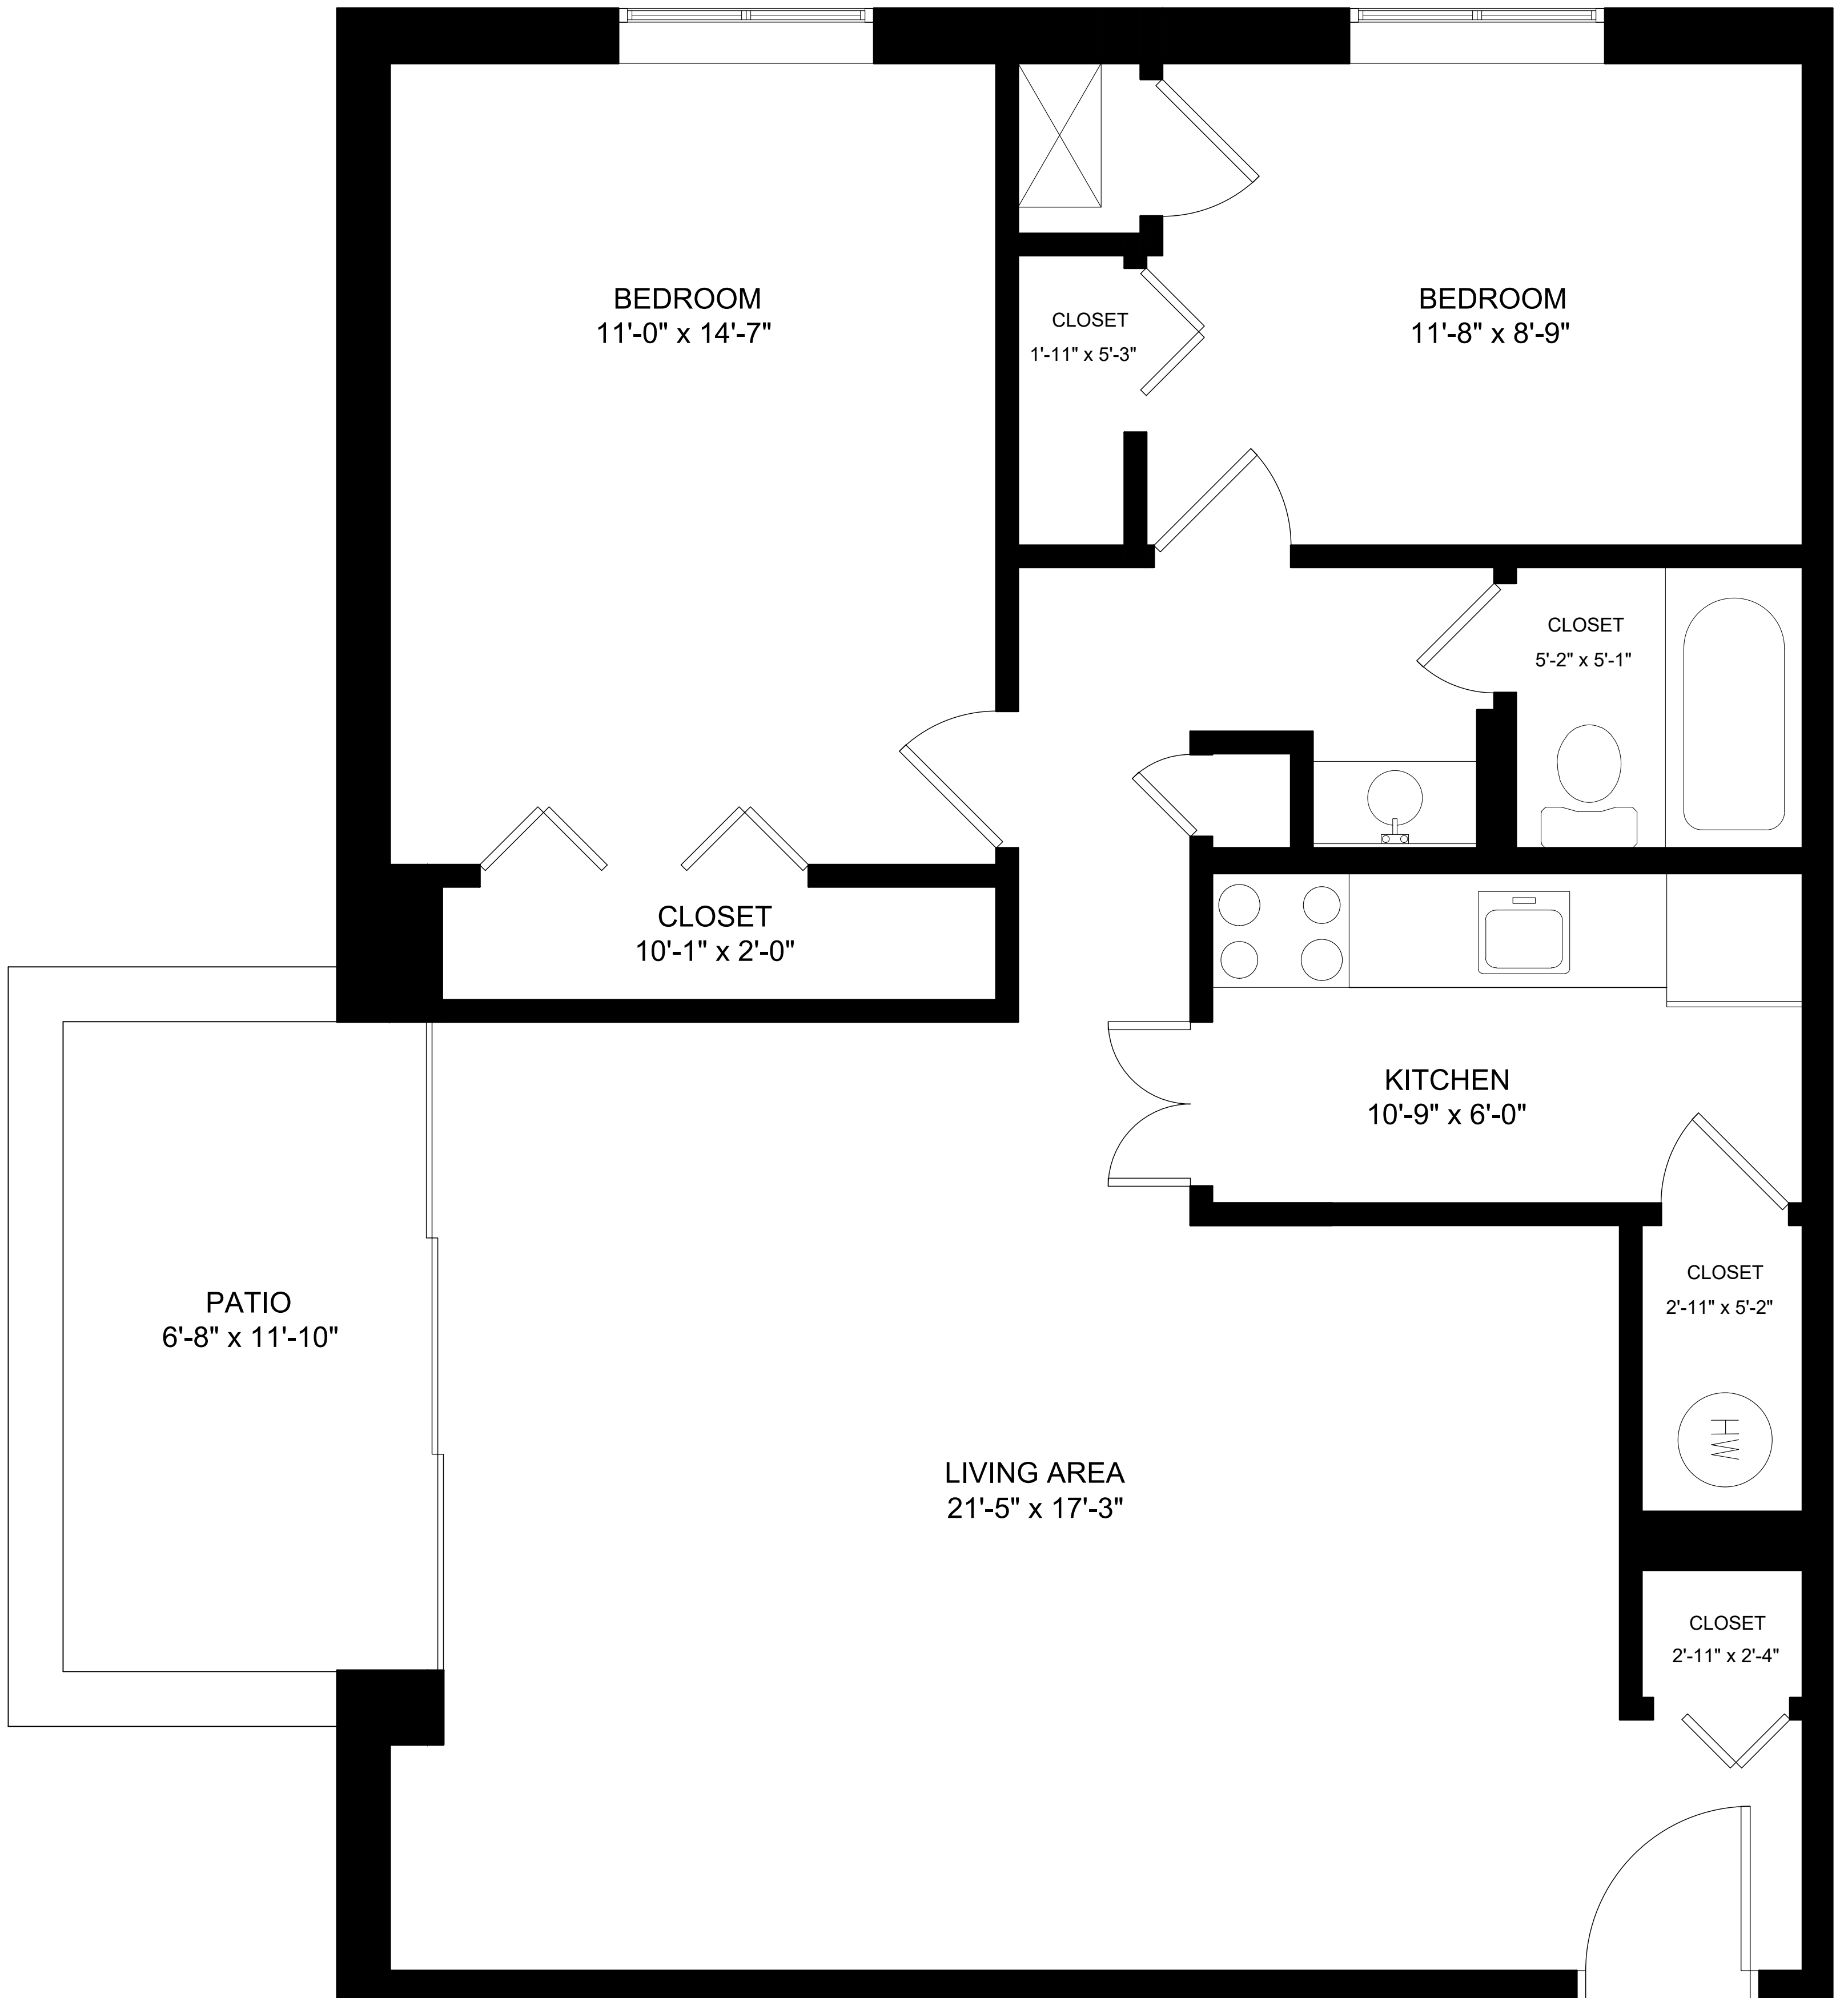 BEDROOM
11'-0" x 14'-7"
BEDROOM
11'-8" x 8'-9"
CLOSET
1'-11" x 5'-3"
CLOSET
5'-2" x 5'-1"
CLOSET
10'-1" x 2'-0"
KITCHEN
10'-9" x 6'-0"
PATIO
6'-8" x 11'-10"
CLOSET
2'-11" x 5'-2"
HW
LIVING AREA
21'-5" x 17'-3"
CLOSET
2'-11" x 2'-4"